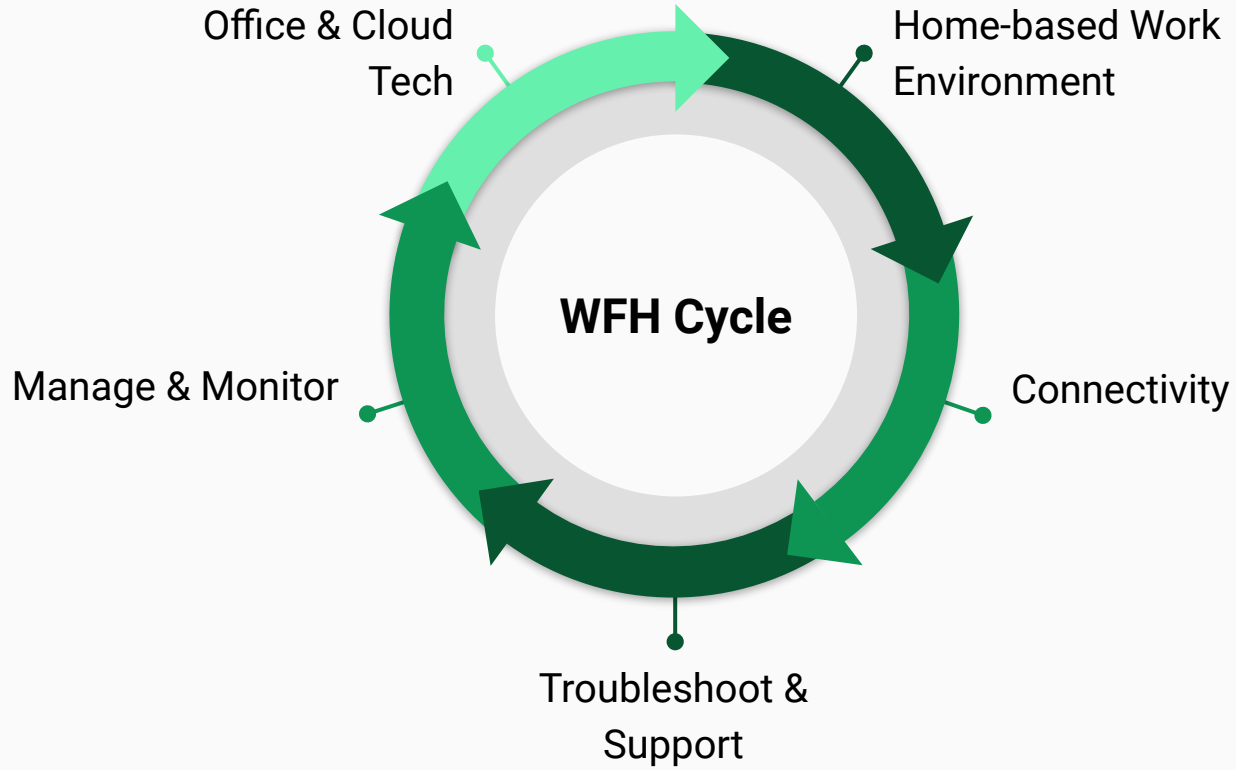 Office & Cloud
Tech
Home-based Work
Environment
WFH Cycle
Manage & Monitor
Connectivity
Troubleshoot &
Support